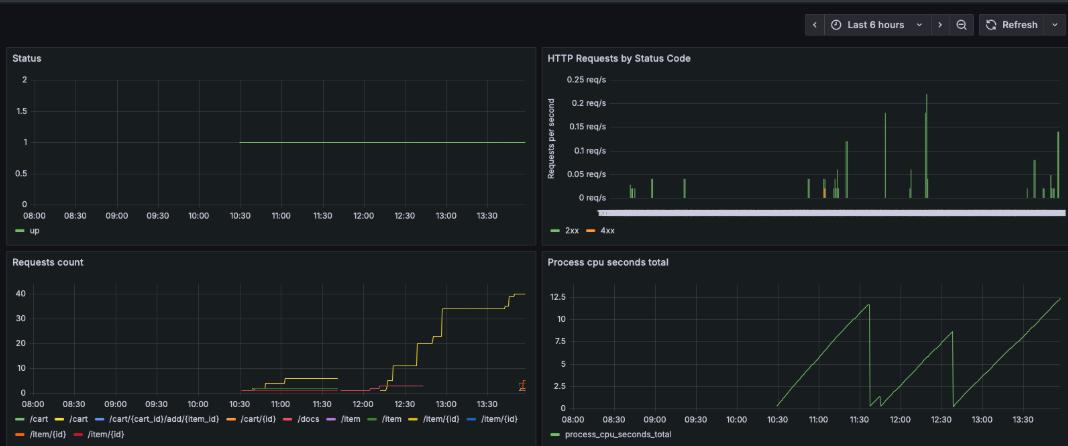 Last 6 hours
Refresh
Status
2
1.5
1
0.5
0
08:00 08:30 09:00 09:30 10:00 10:30 11:00 11:30 12:00 12:30 13:00 13:30
up
HTTP Requests by Status Code
Requests per second
0.25 req/s
0.2 req/s
0.15 req/s
0.1 req/s
0.05 req/s
0 req/s
2xx 4xx
Requests count
40
30
20
10
0
08:00 08:30 09:00 09:30 10:00 10:30 11:00 11:30 12:00 12:30 13:00 13:30
/cart /cart /cart/{cart_id}/add/{item_id} /cart/{id} /docs /item /item /item/{id} /item/{id}
/item/{id} /item/{id}
Process cpu seconds total
12.5
10
7.5
5
2.5
0
08:00 08:30 09:00 09:30 10:00 10:30 11:00 11:30 12:00 12:30 13:00 13:30
process_cpu_seconds_total